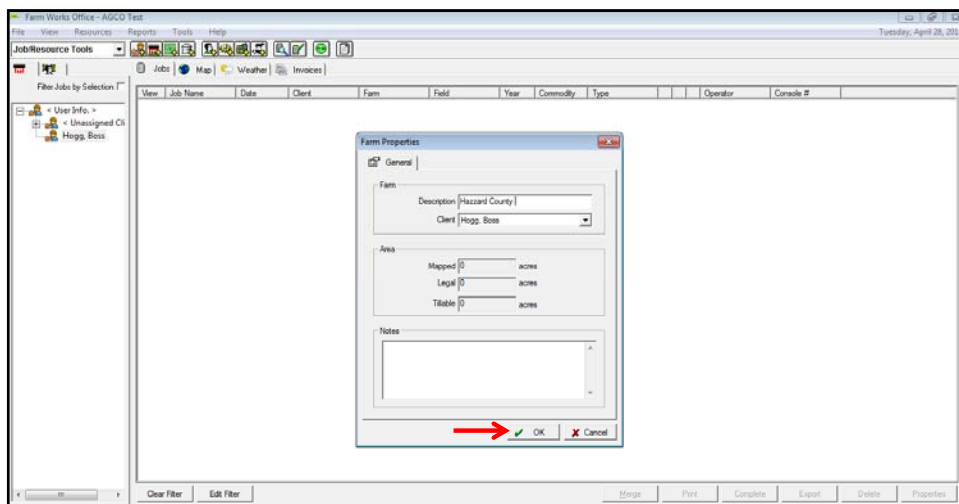 Farm Works Office - AGCO Test
File View Resources Reports Tools Help
Tuesday, April 28, 201
Job/Resource Tools
Jobs Map Weather Invoices
Filter Jobs by Selection
View Job Name Date Client Farm Field Year Commodity Type Operator Console #
< User Info. >
< Unassigned Cli
Hogg, Boss
Farm Properties
General
Farm
Description Hazzard County
Client Hogg, Boss
Area
Mapped 0 acres
Legal 0 acres
Tillable 0 acres
Notes
OK Cancel
Clear Filter Edit Filter Merge Print Complete Export Delete Properties